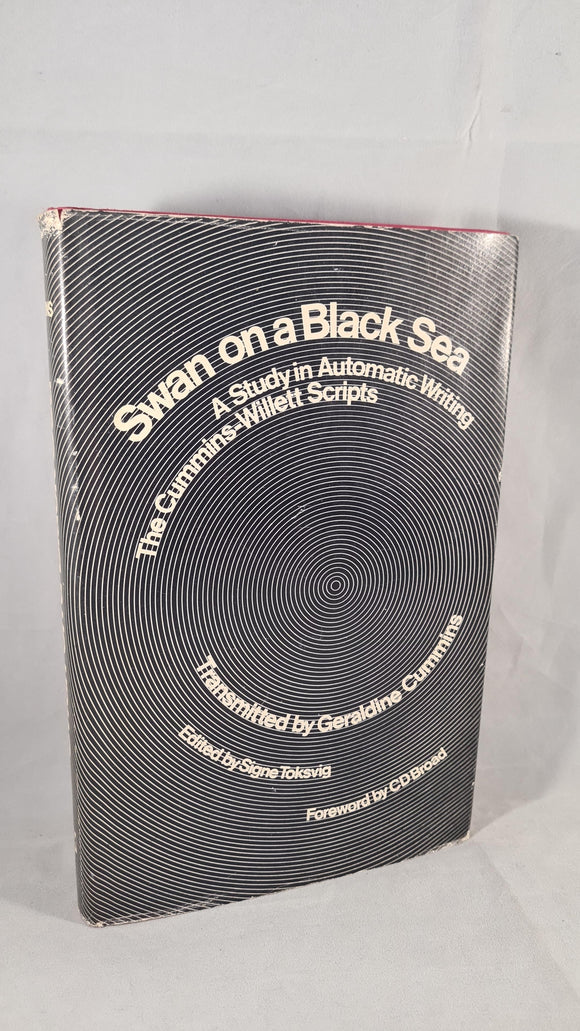 Swan on a Black Sea
A Study in Automatic Writing
The Cummins-Willett Scripts
Transmitted by Geraldine Cummins
Edited by Signe Toksvig
Foreword by CD Broad